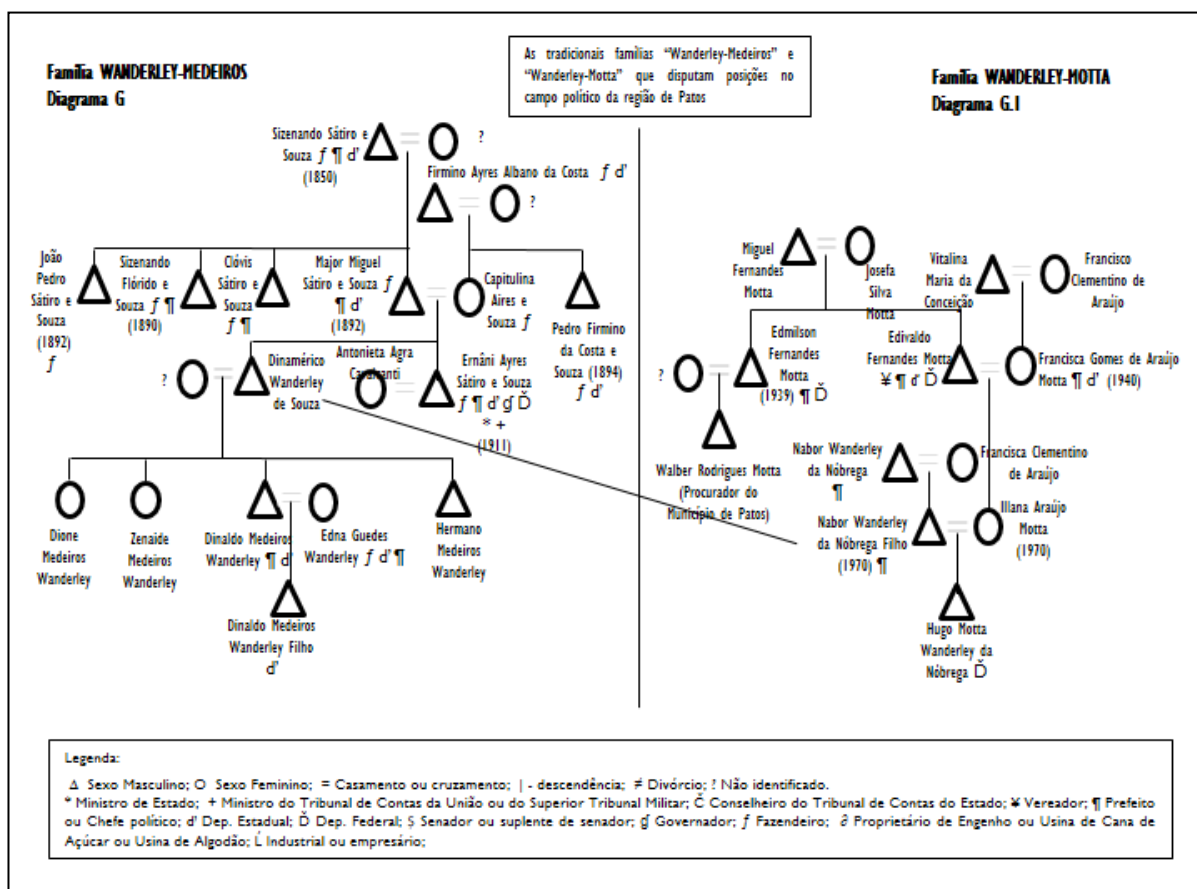 Família WANDERLEY-MEDEIROS
Diagrama G
As tradicionais famílias “Wanderley-Medeiros” e
“Wanderley-Motta” que disputam posições no
campo político da região de Patos
Família WANDERLEY-MOTTA
Diagrama G.1
Sizenando Sátiro e
Souza ƒ ¶ ď
(1850)
=
?
Firmino Ayres Albano da Costa ƒ ď
=
?
João
Pedro
Sátiro e
Souza
(1892)
ƒ
Sizenando
Flórido e
Souza ƒ ¶
(1890)
Clóvis
Sátiro e
Souza
ƒ ¶
Major Miguel
Sátiro e Souza ƒ
¶ ď
(1892)
=
Capitulina
Aires e
Souza ƒ
Pedro Firmino
da Costa e
Souza (1894)
ƒ ď
?
=
Dinamérico
Wanderley
de Souza
Antonieta Agra
Cavalcanti
=
Ernâni Ayres
Sátiro e Souza
ƒ ¶ ď ɠ Ď
* +
(1911)
Dione
Medeiros
Wanderley
Zenaide
Medeiros
Wanderley
Dinaldo Medeiros
Wanderley ¶ ď
=
Edna Guedes
Wanderley ƒ ď ¶
Hermano
Medeiros
Wanderley
Dinaldo Medeiros
Wanderley Filho
ď
Miguel
Fernandes
Motta
=
Josefa
Silva
Motta
Vitalina
Maria da
Conceição
=
Francisco
Clementino de
Araújo
?
=
Edmilson
Fernandes
Motta
(1939) ¶ Ď
Edivaldo
Fernandes Motta
¥ ¶ ď Ď
=
Francisca Gomes de Araújo
Motta ¶ ď (1940)
Walber Rodrigues Motta
(Procurador do
Município de Patos)
Nabor Wanderley
da Nóbrega
¶
=
Francisca Clementino
de Araújo
Nabor Wanderley
da Nóbrega Filho
(1970) ¶
=
Illana Araújo
Motta
(1970)
Hugo Motta
Wanderley da
Nóbrega Ď
Legenda:
Δ Sexo Masculino; O Sexo Feminino; = Casamento ou cruzamento; | - descendência; ≠ Divórcio; ? Não identificado.
* Ministro de Estado; + Ministro do Tribunal de Contas da União ou do Superior Tribunal Militar; Č Conselheiro do Tribunal de Contas do Estado; ¥ Vereador; ¶ Prefeito
ou Chefe político; ď Dep. Estadual; Ď Dep. Federal; $ Senador ou suplente de senador; ɠ Governador; ƒ Fazendeiro; ∂ Proprietário de Engenho ou Usina de Cana de
Açúcar ou Usina de Algodão; Ĺ Industrial ou empresário;